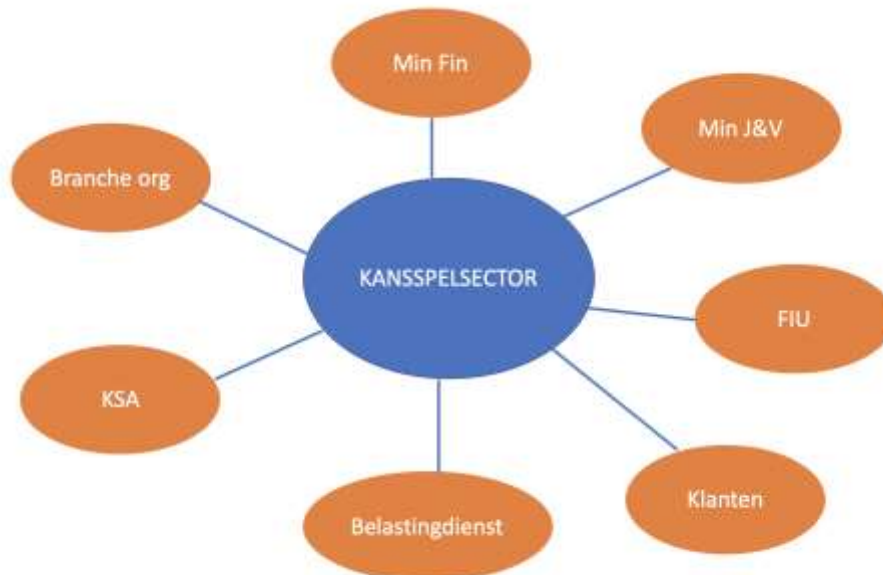 Min Fin
Min J&V
Branche org
KANSSPELSECTOR
FIU
KSA
Klanten
Belastingdienst